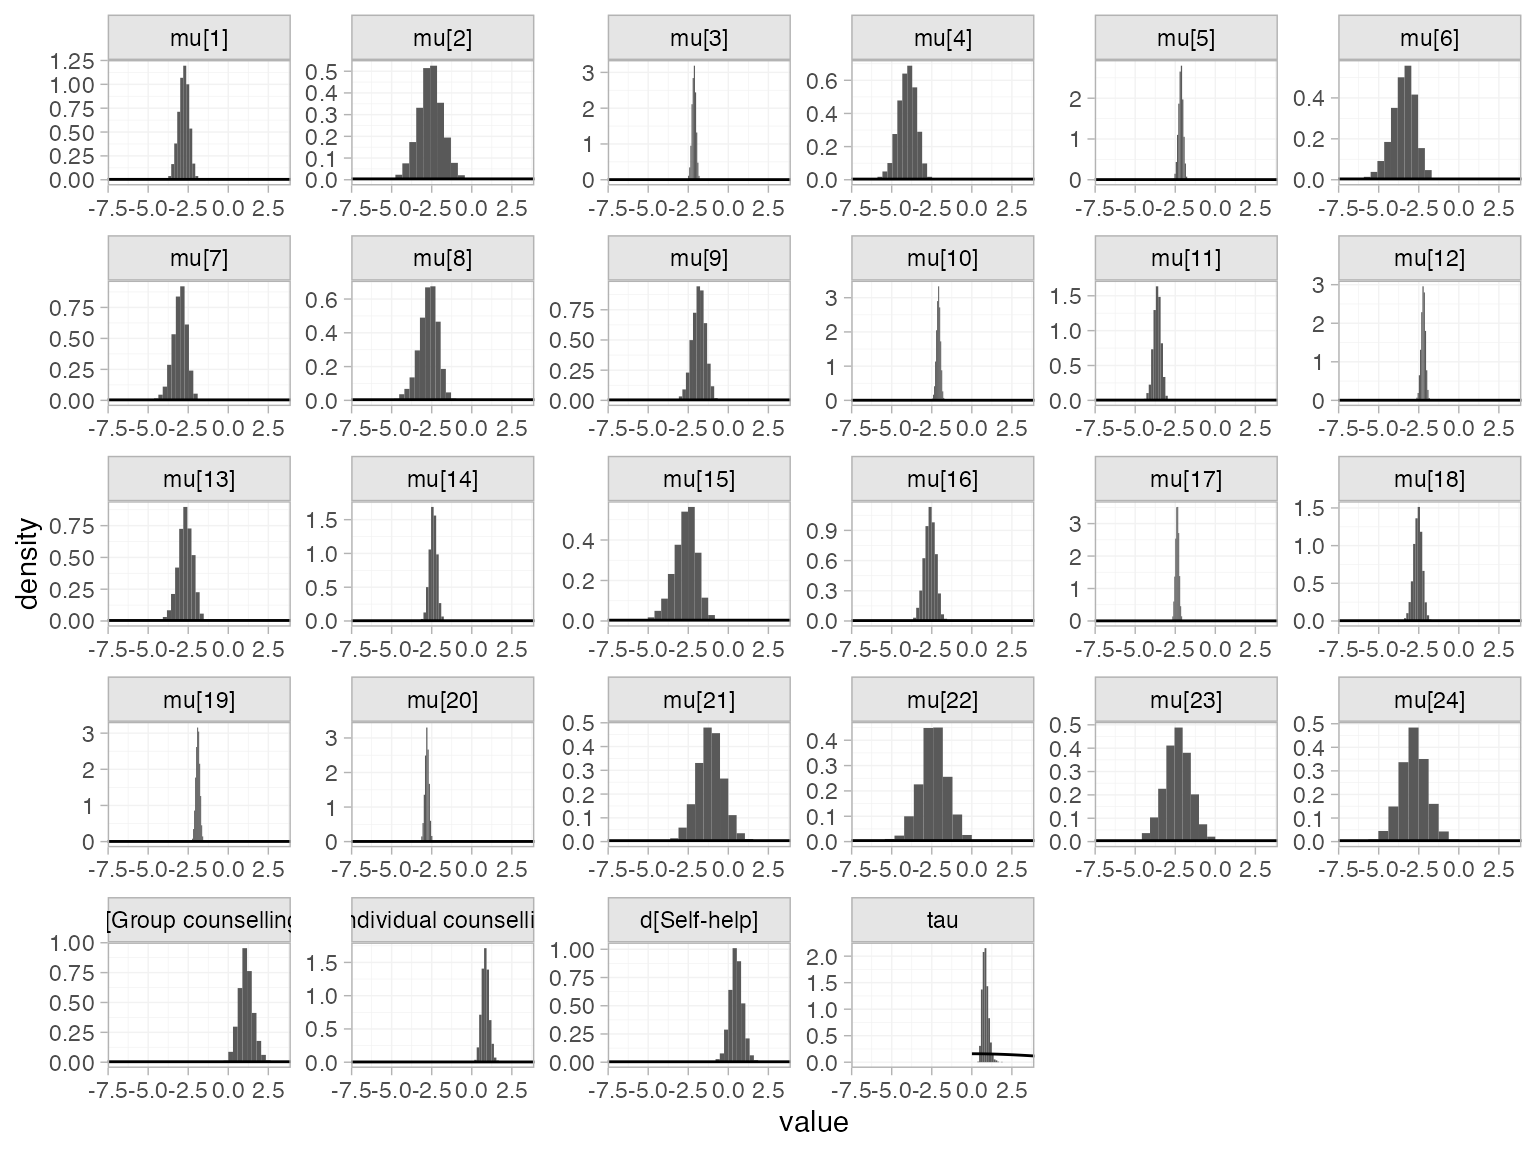 mu[1] mu[2] mu[3] mu[4] mu[5] mu[6]
1.25 1.00 0.75 0.50 0.25 0.00
0.5 0.4 0.3 0.2 0.1 0.0
3 2 1 0
0.6 0.4 0.2 0.0
2 1 0
0.4 0.2 0.0
-7.5 -5.0 -2.5 0.0 2.5 -7.5 -5.0 -2.5 0.0 2.5 -7.5 -5.0 -2.5 0.0 2.5 -7.5 -5.0 -2.5 0.0 2.5 -7.5 -5.0 -2.5 0.0 2.5 -7.5 -5.0 -2.5 0.0 2.5
mu[7] mu[8] mu[9] mu[10] mu[11] mu[12]
0.75 0.50 0.25 0.00
0.6 0.4 0.2 0.0
0.75 0.50 0.25 0.00
3 2 1 0
1.5 1.0 0.5 0.0
3 2 1 0
-7.5 -5.0 -2.5 0.0 2.5 -7.5 -5.0 -2.5 0.0 2.5 -7.5 -5.0 -2.5 0.0 2.5 -7.5 -5.0 -2.5 0.0 2.5 -7.5 -5.0 -2.5 0.0 2.5 -7.5 -5.0 -2.5 0.0 2.5
mu[13] mu[14] mu[15] mu[16] mu[17] mu[18]
0.75 0.50 0.25 0.00
1.5 1.0 0.5 0.0
0.4 0.2 0.0
0.9 0.6 0.3 0.0
3 2 1 0
1.5 1.0 0.5 0.0
-7.5 -5.0 -2.5 0.0 2.5 -7.5 -5.0 -2.5 0.0 2.5 -7.5 -5.0 -2.5 0.0 2.5 -7.5 -5.0 -2.5 0.0 2.5 -7.5 -5.0 -2.5 0.0 2.5 -7.5 -5.0 -2.5 0.0 2.5
density
mu[19] mu[20] mu[21] mu[22] mu[23] mu[24]
3 2 1 0
3 2 1 0
0.5 0.4 0.3 0.2 0.1 0.0
0.4 0.3 0.2 0.1 0.0
0.5 0.4 0.3 0.2 0.1 0.0
0.5 0.4 0.3 0.2 0.1 0.0
-7.5 -5.0 -2.5 0.0 2.5 -7.5 -5.0 -2.5 0.0 2.5 -7.5 -5.0 -2.5 0.0 2.5 -7.5 -5.0 -2.5 0.0 2.5 -7.5 -5.0 -2.5 0.0 2.5 -7.5 -5.0 -2.5 0.0 2.5
[Group counselling ndividual counselli d[Self-help] tau
1.00 0.75 0.50 0.25 0.00
1.5 1.0 0.5 0.0
1.00 0.75 0.50 0.25 0.00
2.0 1.5 1.0 0.5 0.0
-7.5 -5.0 -2.5 0.0 2.5 -7.5 -5.0 -2.5 0.0 2.5 -7.5 -5.0 -2.5 0.0 2.5 -7.5 -5.0 -2.5 0.0 2.5
value